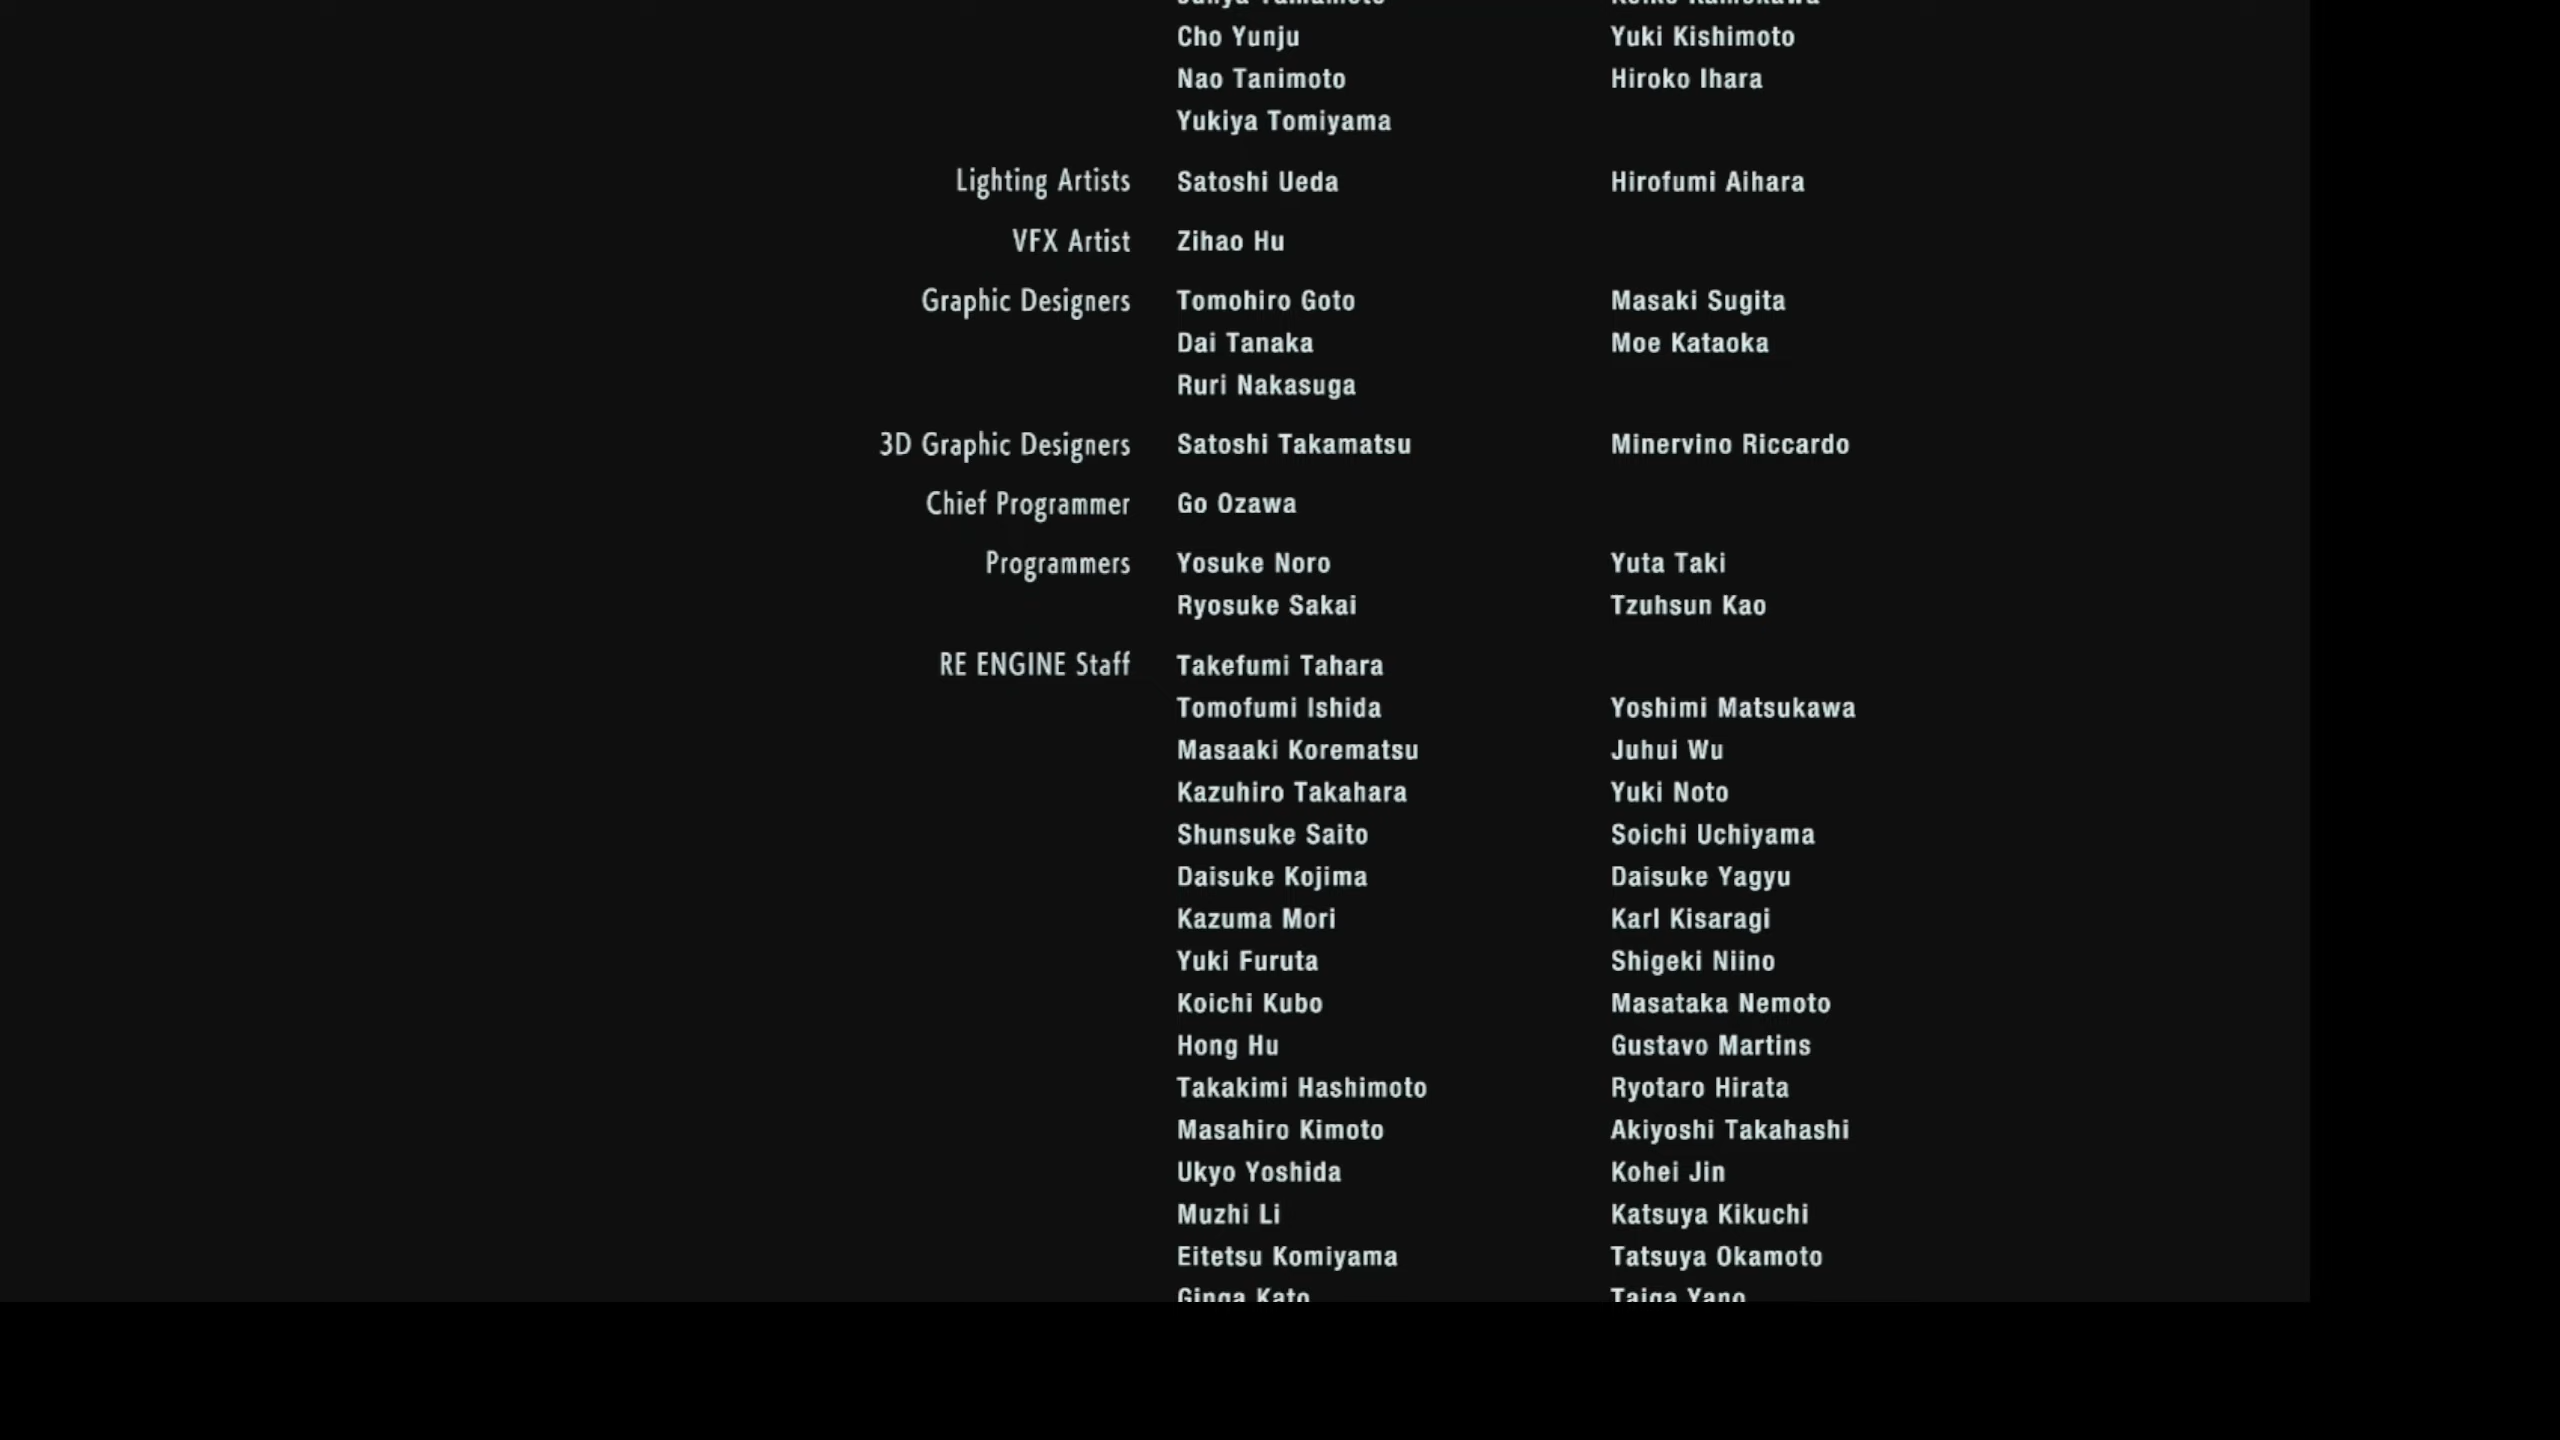 Cho Yunju Yuki Kishimoto
Nao Tanimoto Hiroko Ihara
Yukiya Tomiyama
Lighting Artists Satoshi Ueda Hirofumi Aihara
VFX Artist Zihao Hu
Graphic Designers Tomohiro Goto Masaki Sugita
Dai Tanaka Moe Kataoka
Ruri Nakasuga
3D Graphic Designers Satoshi Takamatsu Minervino Riccardo
Chief Programmer Go Ozawa
Programmers Yosuke Noro Yuta Taki
Ryosuke Sakai Tzuhsun Kao
RE ENGINE Staff Takefumi Tahara
Tomofumi Ishida Yoshimi Matsukawa
Masaaki Korematsu Juhui Wu
Kazuhiro Takahara Yuki Noto
Shunsuke Saito Soichi Uchiyama
Daisuke Kojima Daisuke Yagyu
Kazuma Mori Karl Kisaragi
Yuki Furuta Shigeki Niino
Koichi Kubo Masataka Nemoto
Hong Hu Gustavo Martins
Takakimi Hashimoto Ryotaro Hirata
Masahiro Kimoto Akiyoshi Takahashi
Ukyo Yoshida Kohei Jin
Muzhi Li Katsuya Kikuchi
Eitetsu Komiyama Tatsuya Okamoto
Ginga Kato Taiga Yano